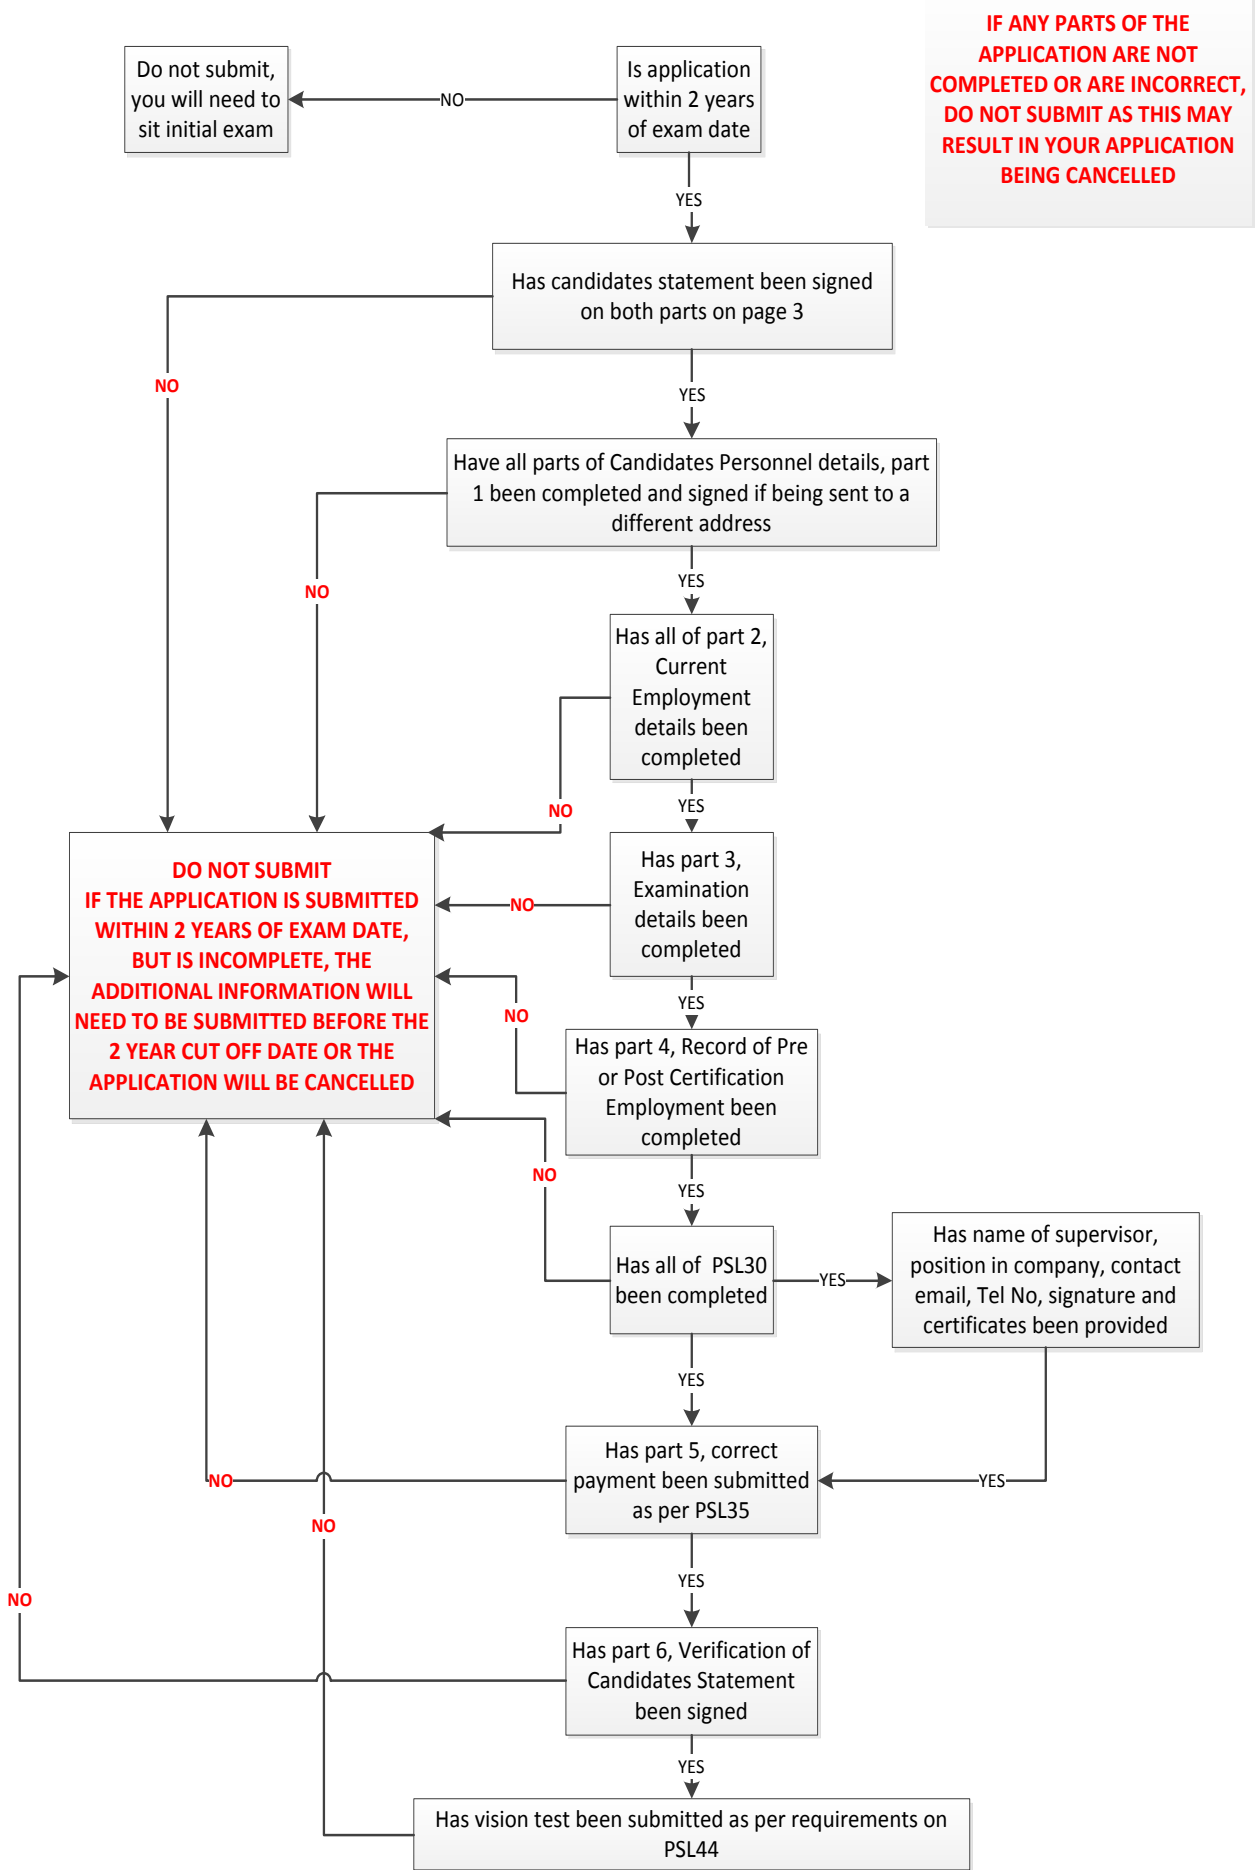 IF ANY PARTS OF THE
APPLICATION ARE NOT
COMPLETED OR ARE INCORRECT,
DO NOT SUBMIT AS THIS MAY
RESULT IN YOUR APPLICATION
BEING CANCELLED
Do not submit,
you will need to
sit initial exam
NO
Is application
within 2 years
of exam date
YES
Has candidates statement been signed
on both parts on page 3
NO
YES
Have all parts of Candidates Personnel details, part
1 been completed and signed if being sent to a
different address
NO
YES
Has all of part 2,
Current
Employment
details been
completed
NO
YES
DO NOT SUBMIT
IF THE APPLICATION IS SUBMITTED
WITHIN 2 YEARS OF EXAM DATE,
BUT IS INCOMPLETE, THE
ADDITIONAL INFORMATION WILL
NEED TO BE SUBMITTED BEFORE THE
2 YEAR CUT OFF DATE OR THE
APPLICATION WILL BE CANCELLED
NO
Has part 3,
Examination
details been
completed
YES
NO
Has part 4, Record of Pre
or Post Certification
Employment been
completed
NO
YES
Has all of PSL30
been completed
YES
Has name of supervisor,
position in company, contact
email, Tel No, signature and
certificates been provided
YES
Has part 5, correct
payment been submitted
as per PSL35
NO
YES
NO
YES
NO
Has part 6, Verification of
Candidates Statement
been signed
YES
Has vision test been submitted as per requirements on
PSL44